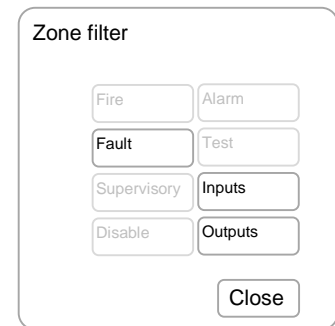 Zone filter
Fire Alarm
Fault Test
Supervisory Inputs
Disable Outputs
Close